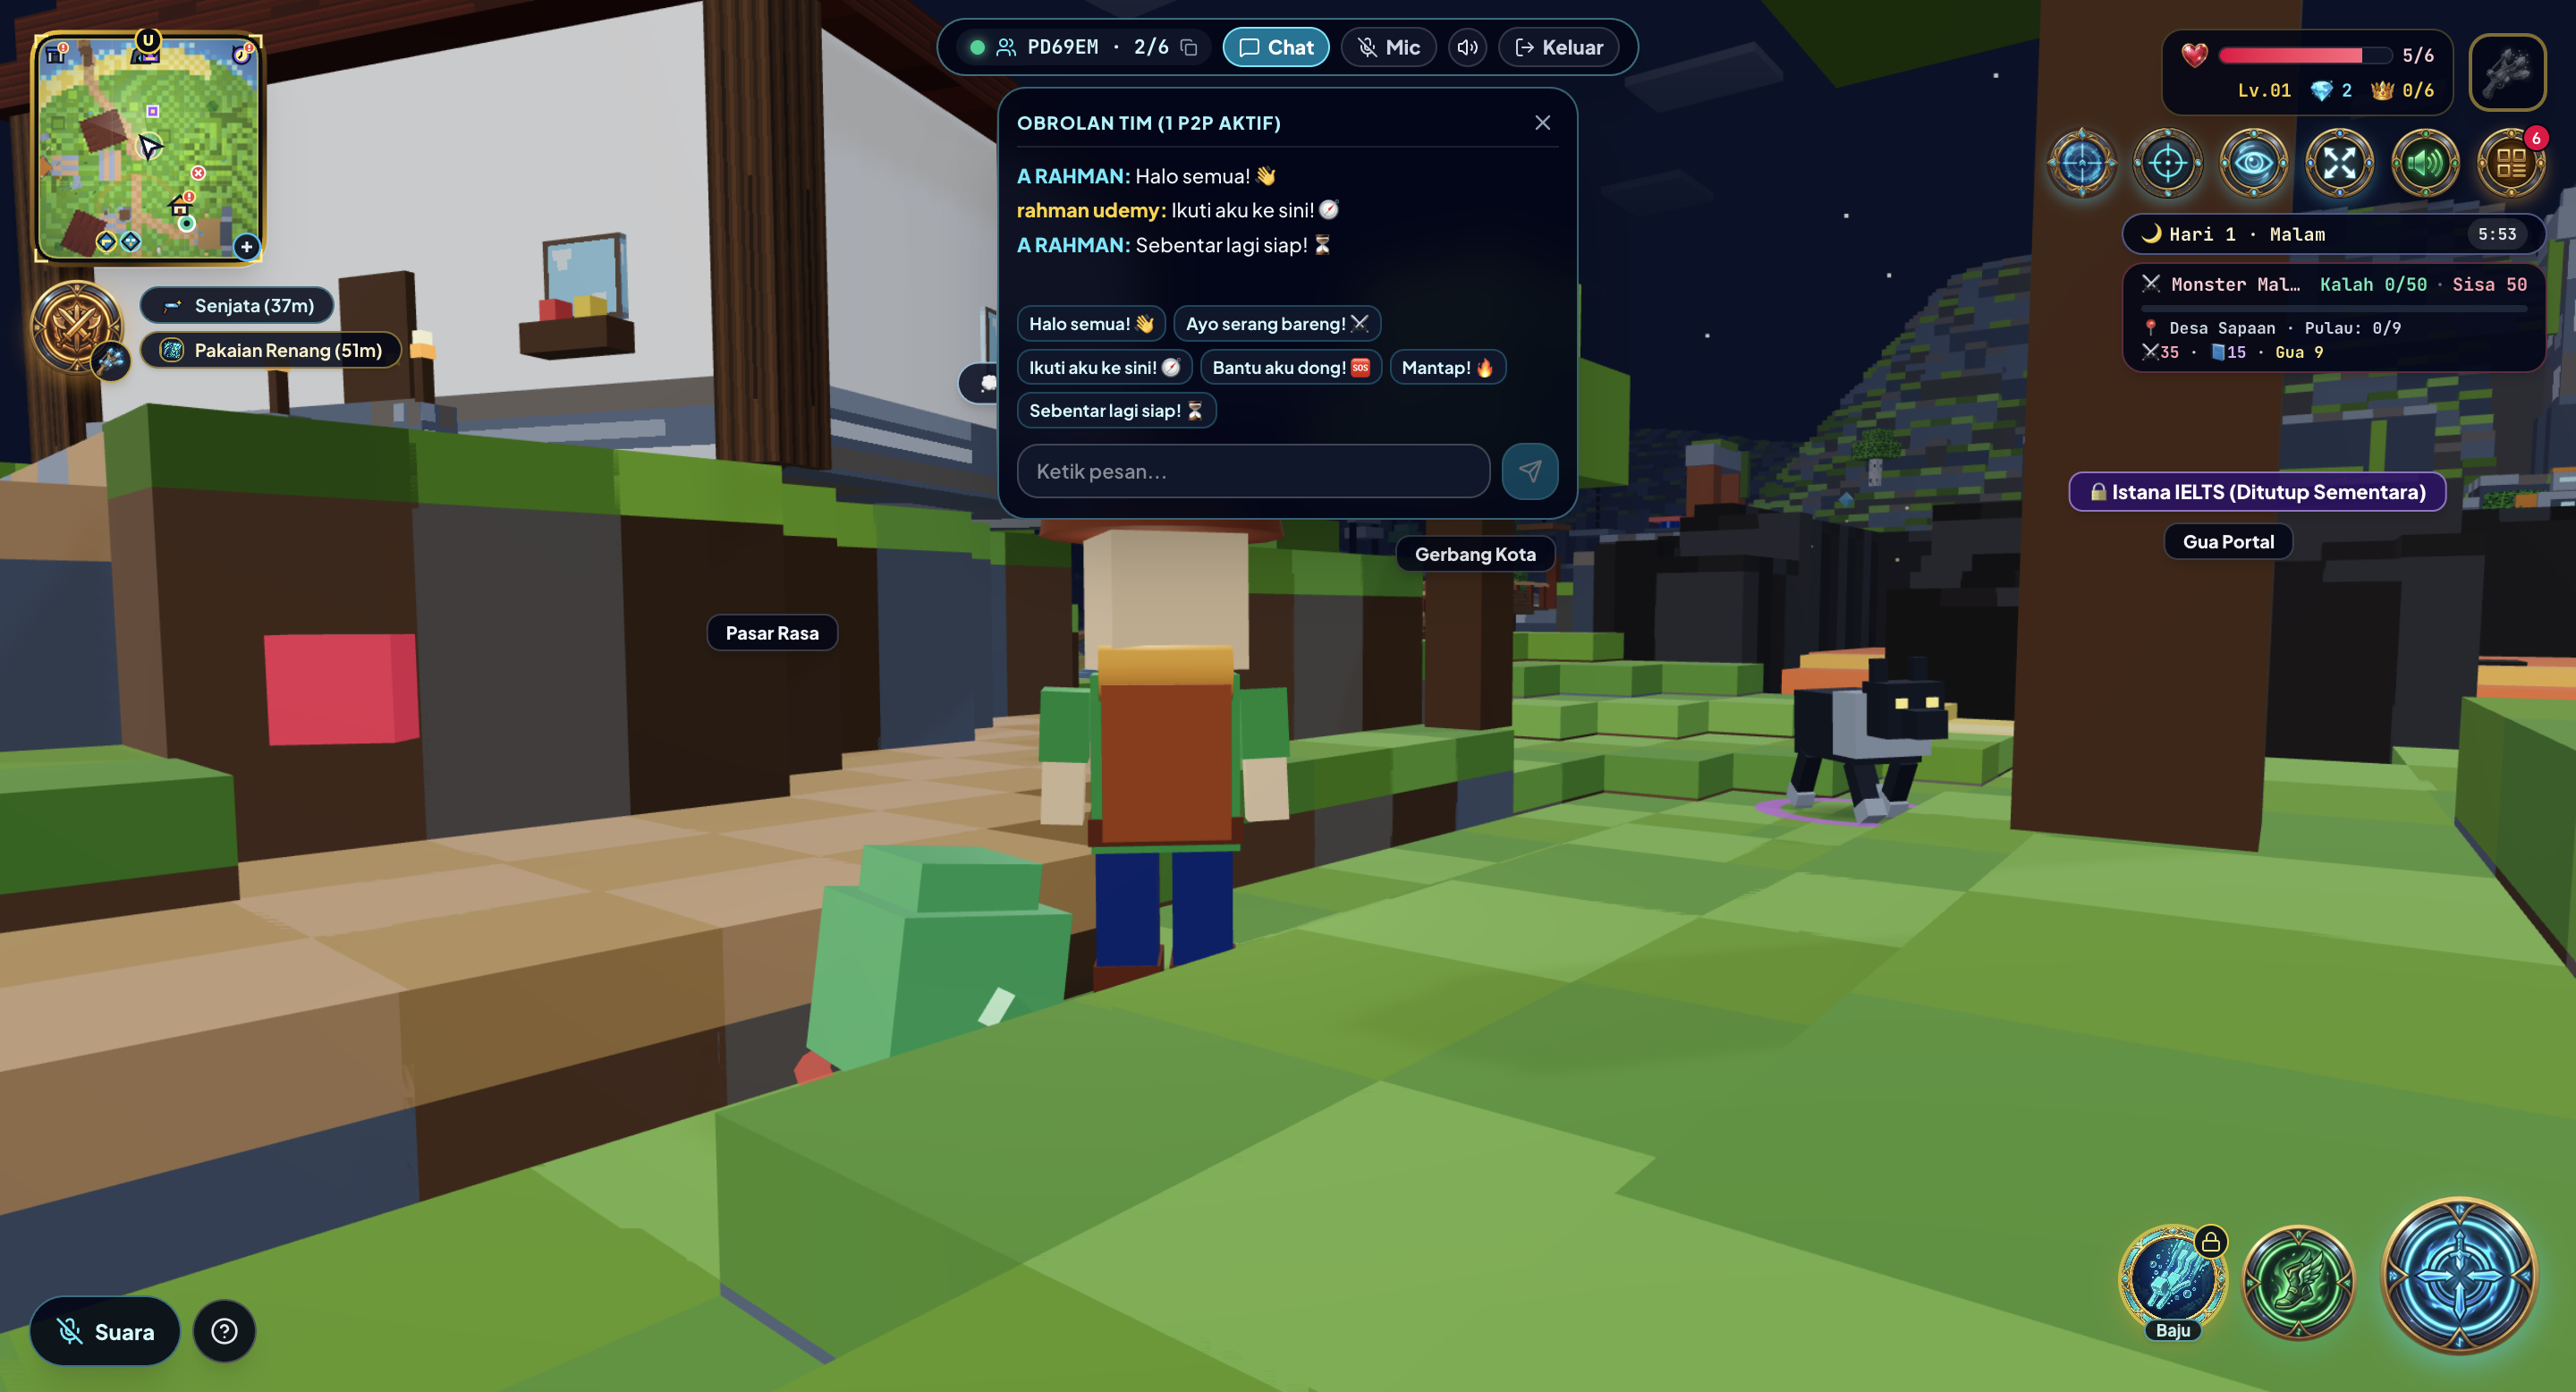 U
PD69EM · 2/6
Chat
Mic
Keluar
5/6
Lv.01 2 0/6
6
OBROLAN TIM (1 P2P AKTIF)
A RAHMAN: Halo semua! 👋
rahman udemy: Ikuti aku ke sini! 🧭
A RAHMAN: Sebentar lagi siap! ⏳
Halo semua! 👋
Ayo serang bareng! ⚔
Ikuti aku ke sini! 🧭
Bantu aku dong! 🆘
Mantap! 🔥
Sebentar lagi siap! ⏳
Ketik pesan...
Hari 1 · Malam
5:53
Monster Mal… Kalah 0/50 · Sisa 50
Desa Sapaan · Pulau: 0/9
35 · 15 · Gua 9
Senjata (37m)
Pakaian Renang (51m)
Istana IELTS (Ditutup Sementara)
Gua Portal
Gerbang Kota
Pasar Rasa
Suara
Baju